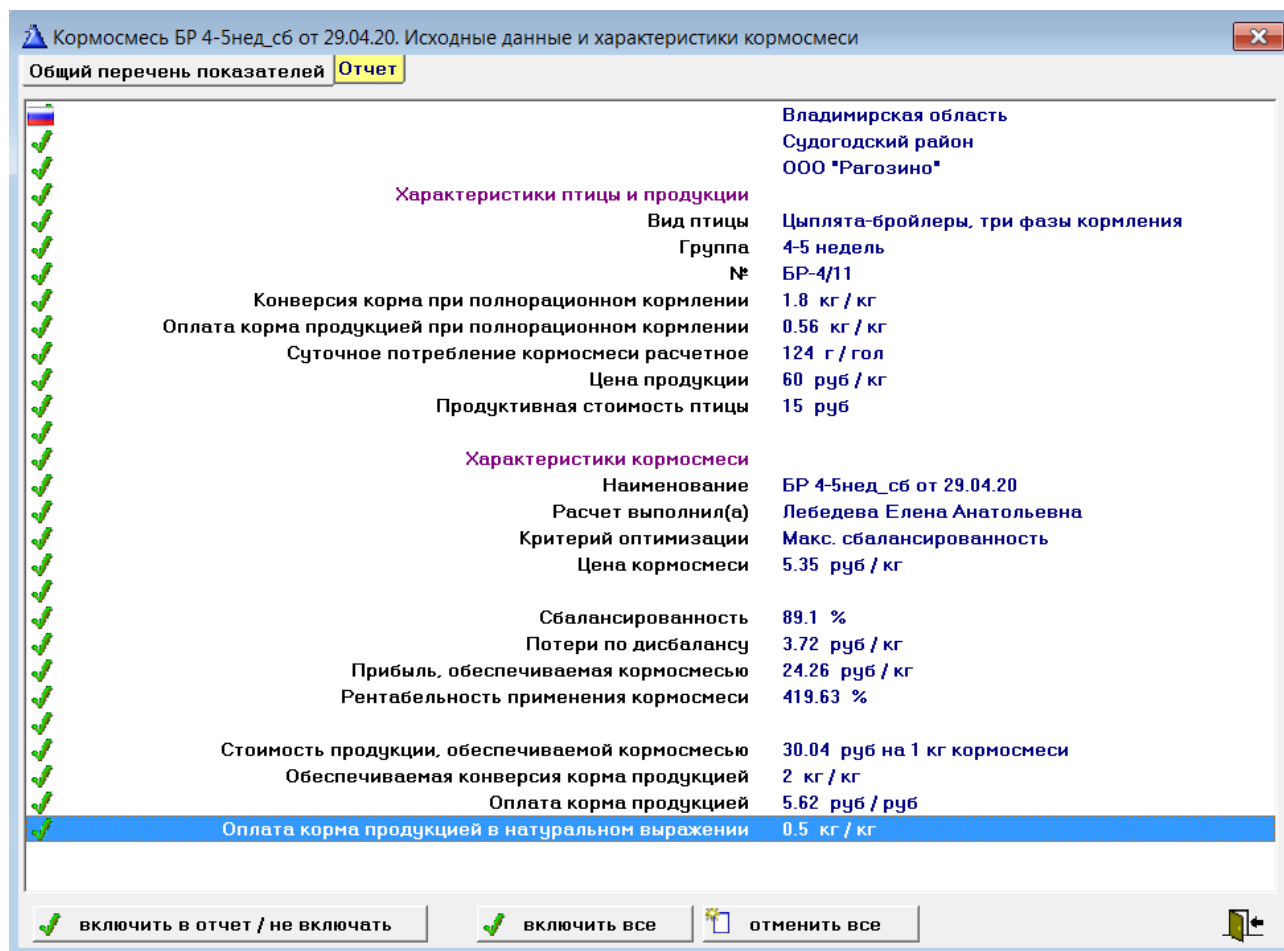 Кормосмесь БР 4-5нед_сб от 29.04.20. Исходные данные и характеристики кормосмеси
Общий перечень показателей Отчет
Владимирская область
Судогодский район
ООО "Рагозино"
Характеристики птицы и продукции
Вид птицы Цыплята-бройлеры, три фазы кормления
Группа 4-5 недель
№ БР-4/11
Конверсия корма при полнорационном кормлении 1.8 кг / кг
Оплата корма продукцией при полнорационном кормлении 0.56 кг / кг
Суточное потребление кормосмеси расчетное 124 г / гол
Цена продукции 60 руб / кг
Продуктивная стоимость птицы 15 руб
Характеристики кормосмеси
Наименование БР 4-5нед_сб от 29.04.20
Расчет выполнил(а) Лебедева Елена Анатольевна
Критерий оптимизации Макс. сбалансированность
Цена кормосмеси 5.35 руб / кг
Сбалансированность 89.1 %
Потери по дисбалансу 3.72 руб / кг
Прибыль, обеспечиваемая кормосмесью 24.26 руб / кг
Рентабельность применения кормосмеси 419.63 %
Стоимость продукции, обеспечиваемой кормосмесью 30.04 руб на 1 кг кормосмеси
Обеспечиваемая конверсия корма продукцией 2 кг / кг
Оплата корма продукцией 5.62 руб / руб
Оплата корма продукцией в натуральном выражении 0.5 кг / кг
включить в отчет / не включать включить все отменить все